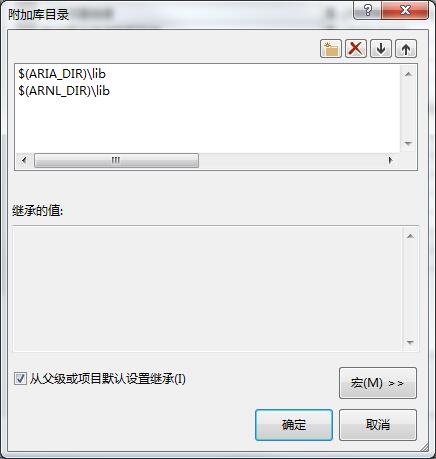 附加库目录
$(ARIA_DIR)\lib
$(ARNL_DIR)\lib
继承的值:
从父级或项目默认设置继承(I)
宏(M) >>
确定
取消